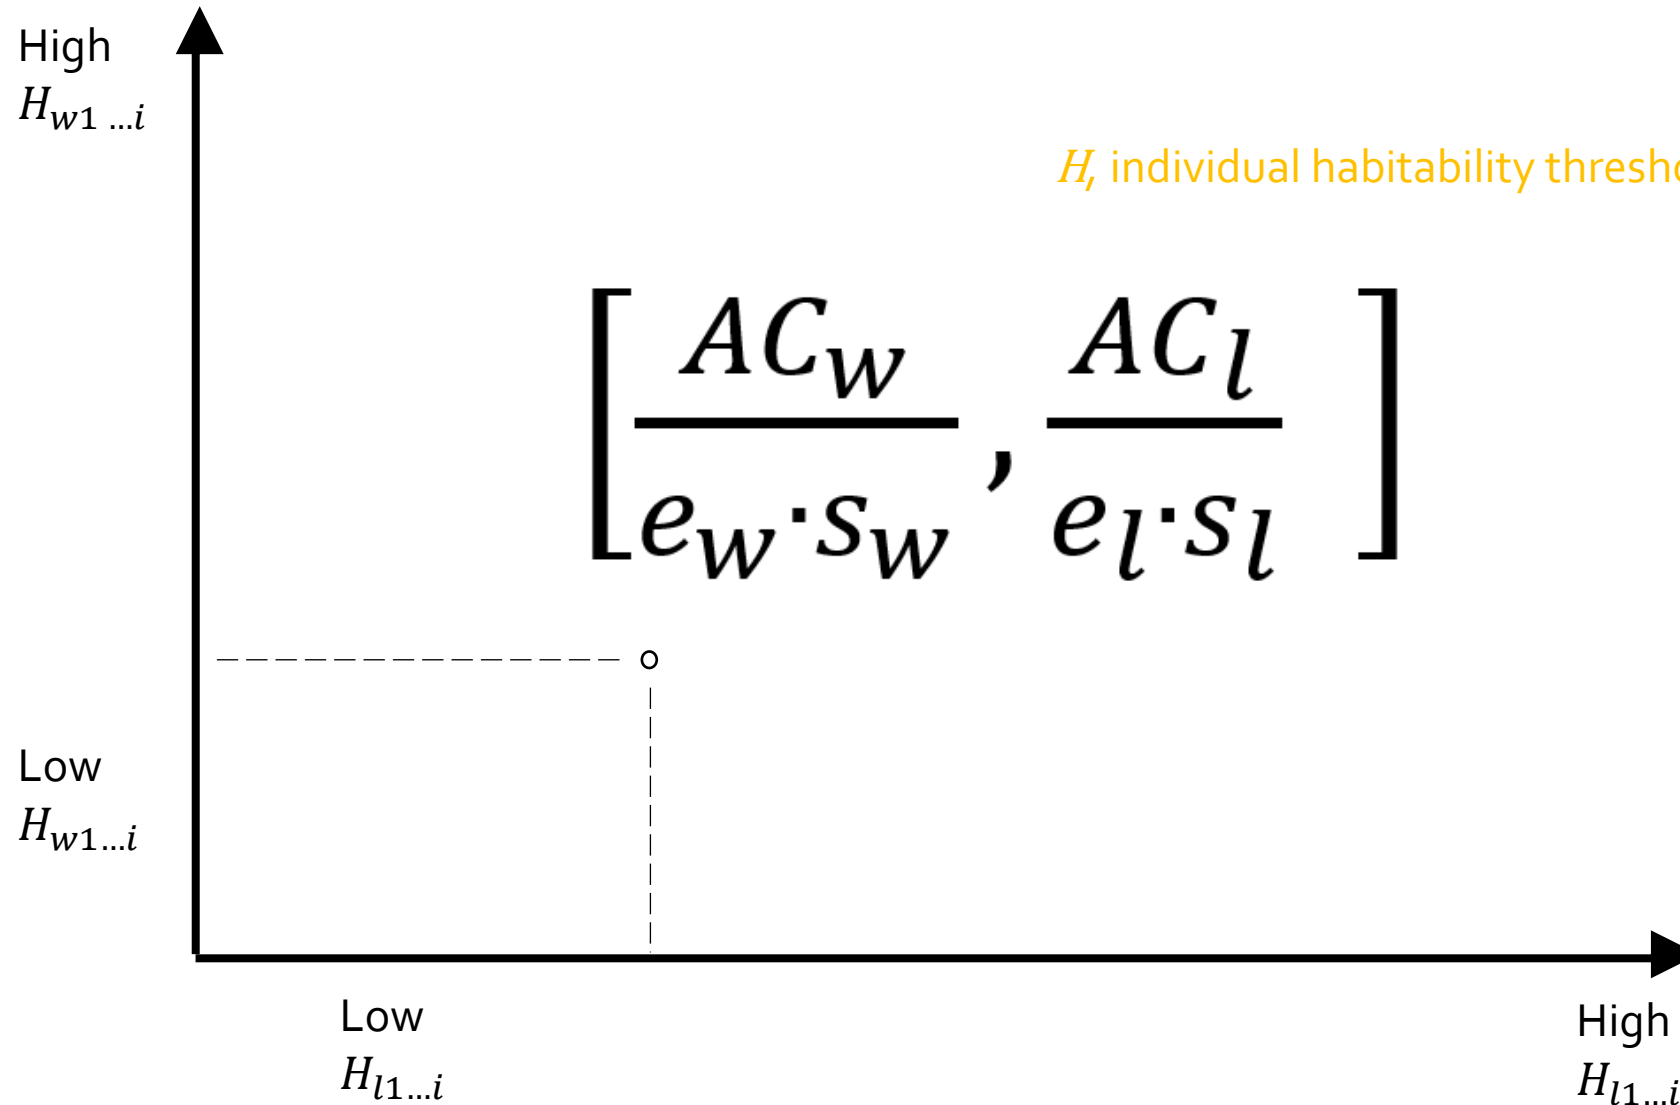 High
H_{w1 …i}
H, individual habitability
[AC_w / e_w·s_w , AC_l / e_l·s_l]
Low
H_{w1…i}
Low
H_{l1…i}
High
H_{l1…i}